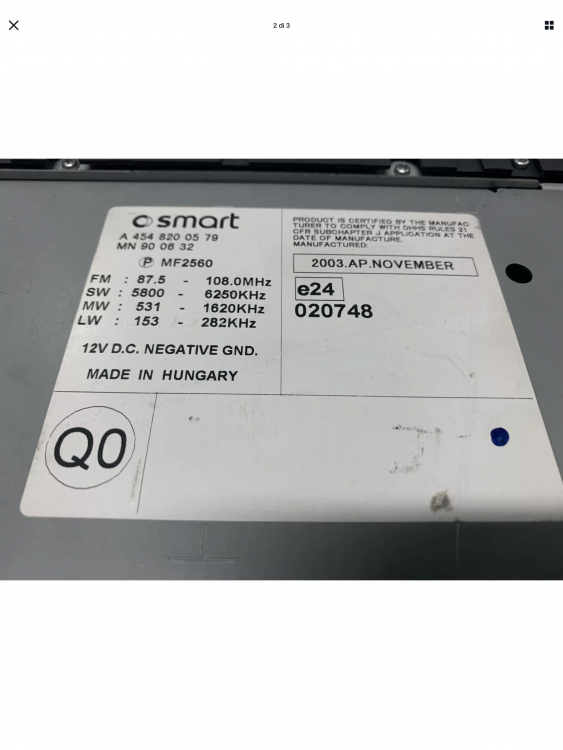 2 di 3
smart
A 454 820 05 79
MN 90 06 32
P MF2560
FM : 87.5 - 108.0MHz
SW : 5800 - 6250KHz
MW : 531 - 1620KHz
LW : 153 - 282KHz
12V D.C. NEGATIVE GND.
MADE IN HUNGARY
PRODUCT IS CERTIFIED BY THE MANUFAC
TURER TO COMPLY WITH DHHS RULES 21
CFR SUBCHAPTER J APPLICATION AT THE
DATE OF MANUFACTURE.
MANUFACTURED:
2003.AP.NOVEMBER
e24
020748
Q0